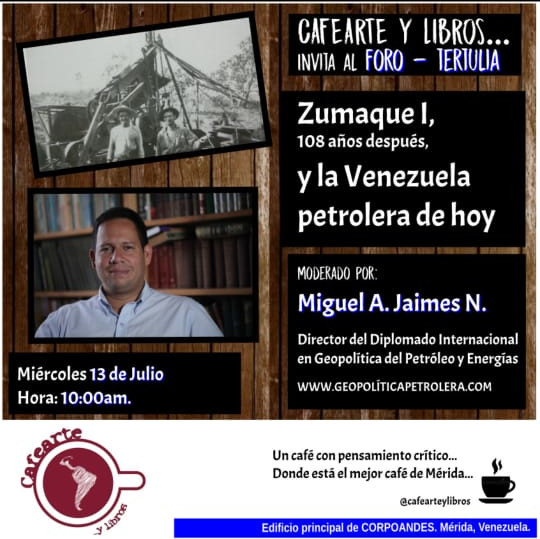 CAFEARTE Y LIBROS...
INVITA AL FORO – TERTULIA
Zumaque I,
108 años después,
y la Venezuela
petrolera de hoy
MODERADO POR:
Miguel A. Jaimes N.
Director del Diplomado Internacional
en Geopolítica del Petróleo y Energías
WWW.GEOPOLÍTICAPETROLERA.COM
Miércoles 13 de Julio
Hora: 10:00am.
Cafearte
y Libros
Un café con pensamiento crítico...
Donde está el mejor café de Mérida...
@cafearteylibros
Edificio principal de CORPOANDES. Mérida, Venezuela.